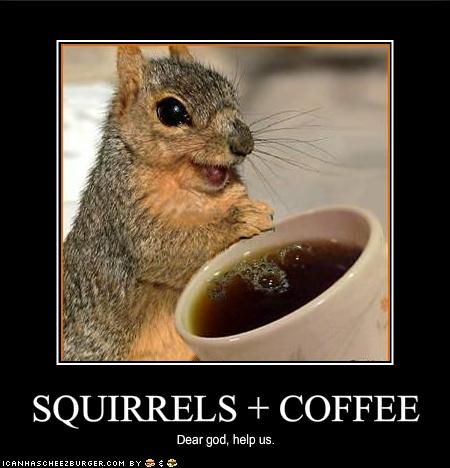 SQUIRRELS + COFFEE
Dear god, help us.
ICANHASCHEEZBURGER.COM BY &